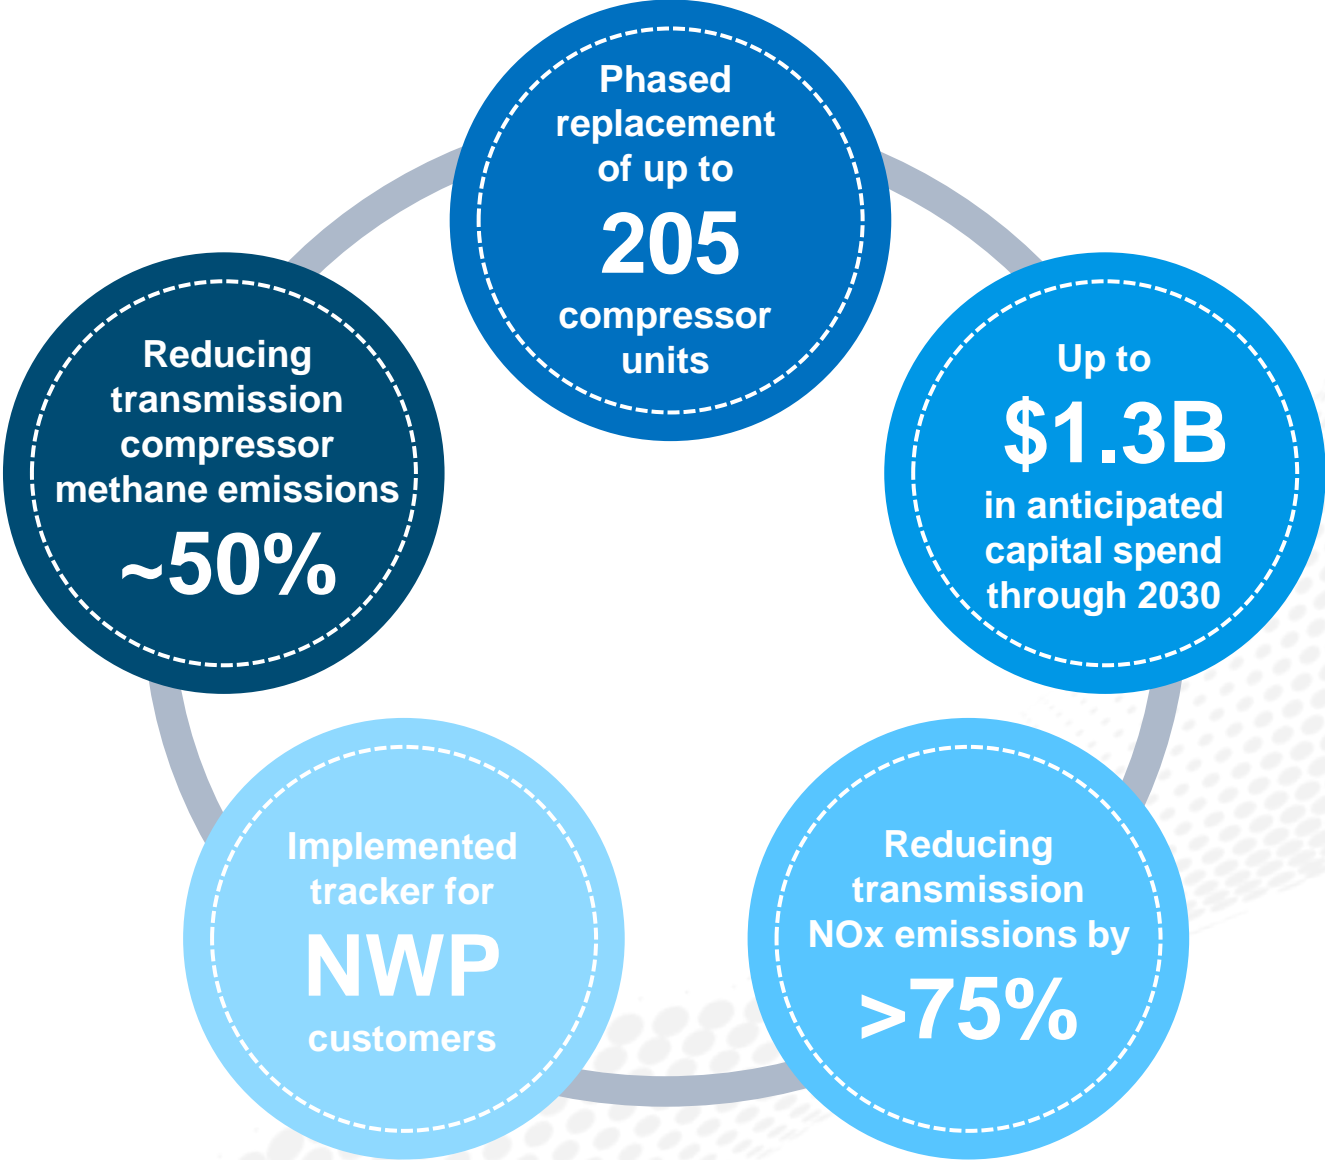 Phased
replacement
of up to
205
compressor
units
Up to
$1.3B
in anticipated
capital spend
through 2030
Reducing
transmission
NOx emissions by
>75%
Implemented
tracker for
NWP
customers
Reducing
transmission
compressor
methane emissions
~50%